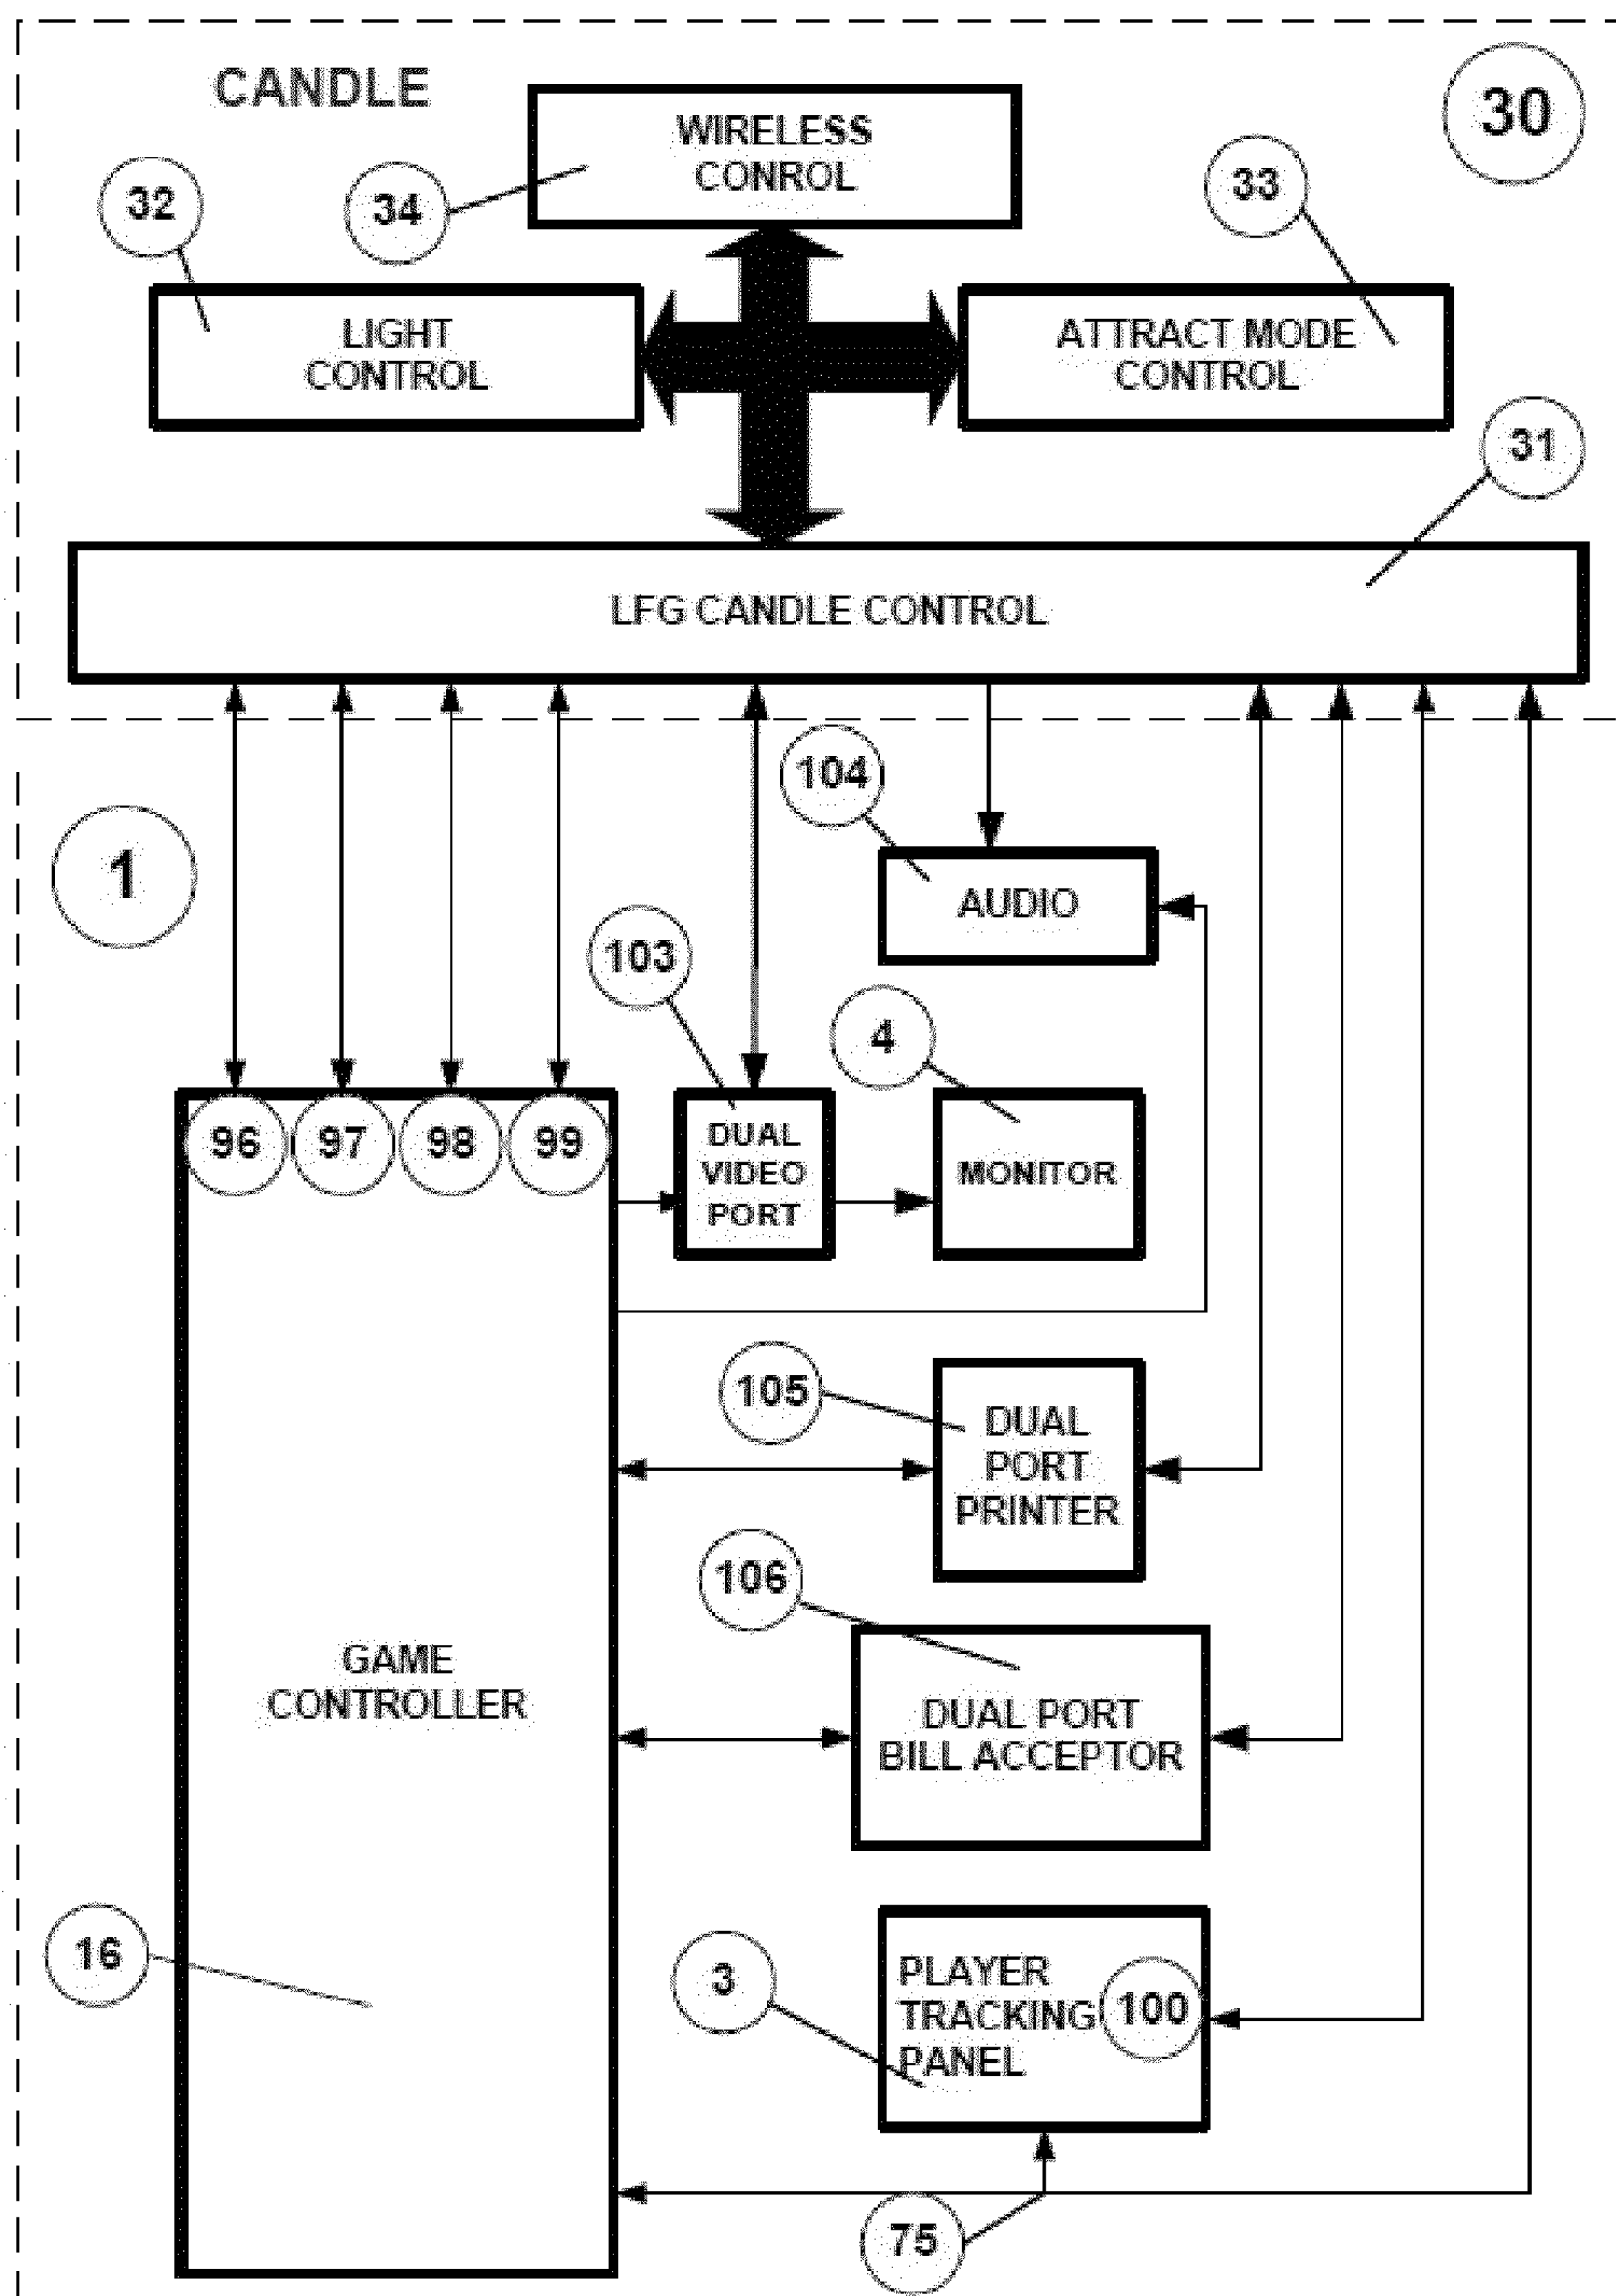 CANDLE
30
WIRELESS
CONROL
32
34
33
LIGHT
CONTROL
ATTRACT MODE
CONTROL
31
LFG CANDLE CONTROL
104
1
AUDIO
103
4
96 97 98 99
DUAL
VIDEO
PORT
MONITOR
105
DUAL
PORT
PRINTER
106
GAME
CONTROLLER
DUAL PORT
BILL ACCEPTOR
16
3
PLAYER
TRACKING
PANEL
100
75